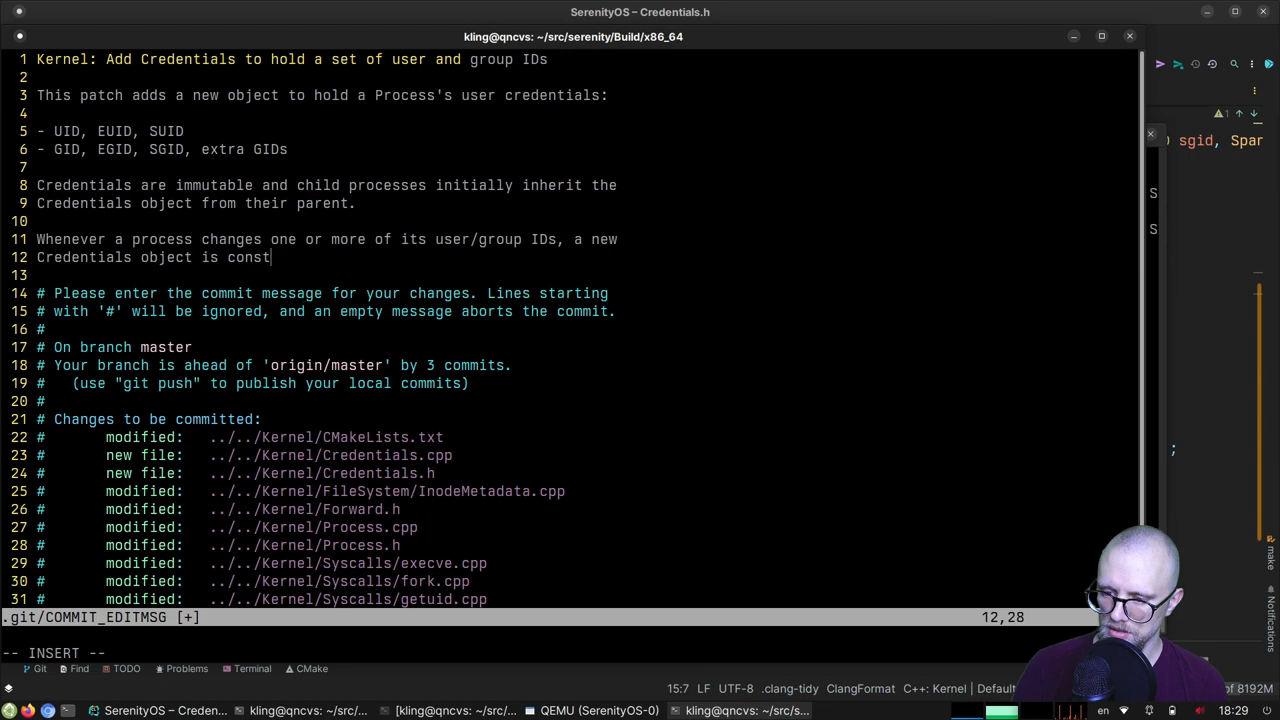 SerenityOS – Credentials.h
kling@qncvs: ~/src/serenity/Build/x86_64
1 Kernel: Add Credentials to hold a set of user and group IDs
2
3 This patch adds a new object to hold a Process's user credentials:
4
5 - UID, EUID, SUID
6 - GID, EGID, SGID, extra GIDs
7
8 Credentials are immutable and child processes initially inherit the
9 Credentials object from their parent.
10
11 Whenever a process changes one or more of its user/group IDs, a new
12 Credentials object is const
13
14 # Please enter the commit message for your changes. Lines starting
15 # with '#' will be ignored, and an empty message aborts the commit.
16 #
17 # On branch master
18 # Your branch is ahead of 'origin/master' by 3 commits.
19 #   (use "git push" to publish your local commits)
20 #
21 # Changes to be committed:
22 #       modified:   ../../Kernel/CMakeLists.txt
23 #       new file:   ../../Kernel/Credentials.cpp
24 #       new file:   ../../Kernel/Credentials.h
25 #       modified:   ../../Kernel/FileSystem/InodeMetadata.cpp
26 #       modified:   ../../Kernel/Forward.h
27 #       modified:   ../../Kernel/Process.cpp
28 #       modified:   ../../Kernel/Process.h
29 #       modified:   ../../Kernel/Syscalls/execve.cpp
30 #       modified:   ../../Kernel/Syscalls/fork.cpp
31 #       modified:   ../../Kernel/Syscalls/getuid.cpp
.git/COMMIT_EDITMSG [+] 12,28
-- INSERT --
1
sgid, Spar
S
S
;
make
Notifications
Git Find TODO Problems Terminal CMake
15:7 LF UTF-8 .clang-tidy ClangFormat C++: Kernel | Default of 8192M
SerenityOS – Creden... kling@qncvs: ~/src/... [kling@qncvs: ~/src/... QEMU (SerenityOS-0) kling@qncvs: ~/src/s... en 18:29